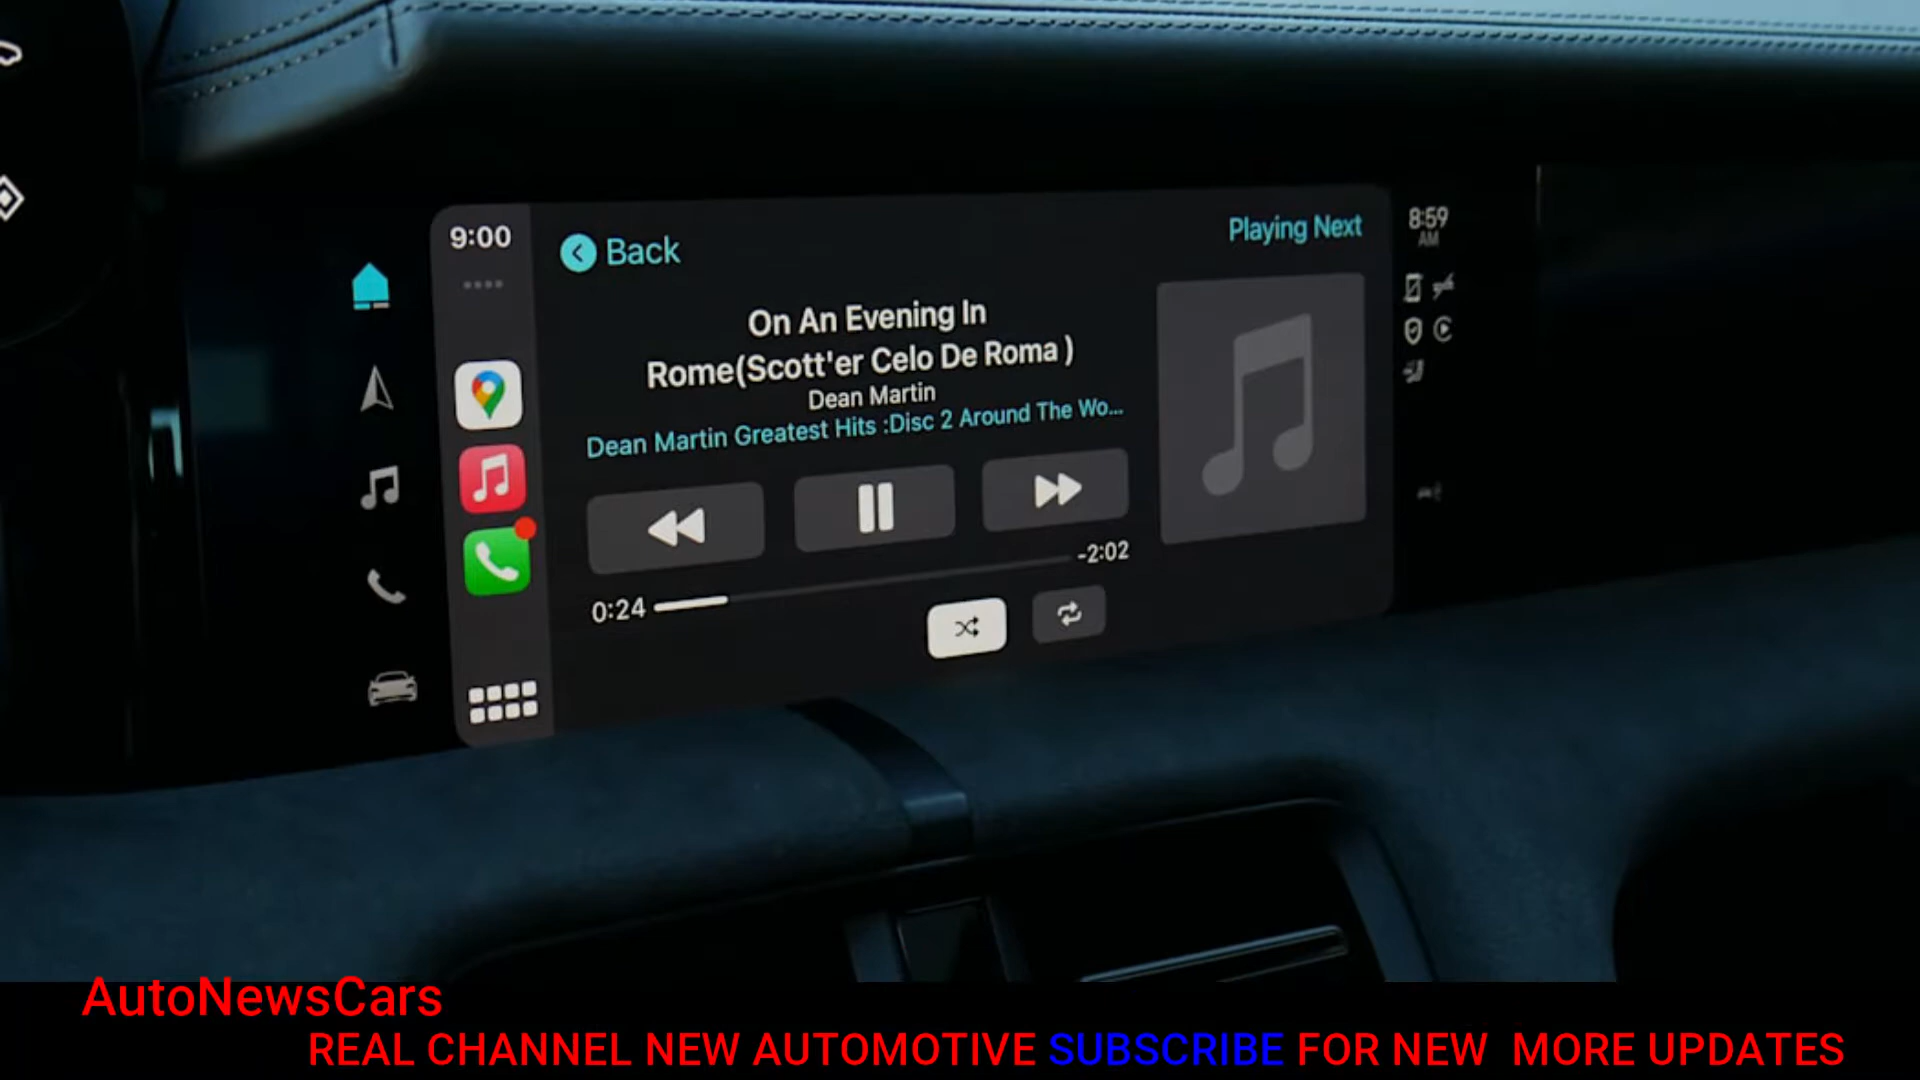 9:00
Back
Playing Next
8:59
AM
On An Evening In
Rome(Scott'er Celo De Roma )
Dean Martin
Dean Martin Greatest Hits :Disc 2 Around The Wo...
-2:02
0:24
AutoNewsCars
REAL CHANNEL NEW AUTOMOTIVE SUBSCRIBE FOR NEW  MORE UPDATES